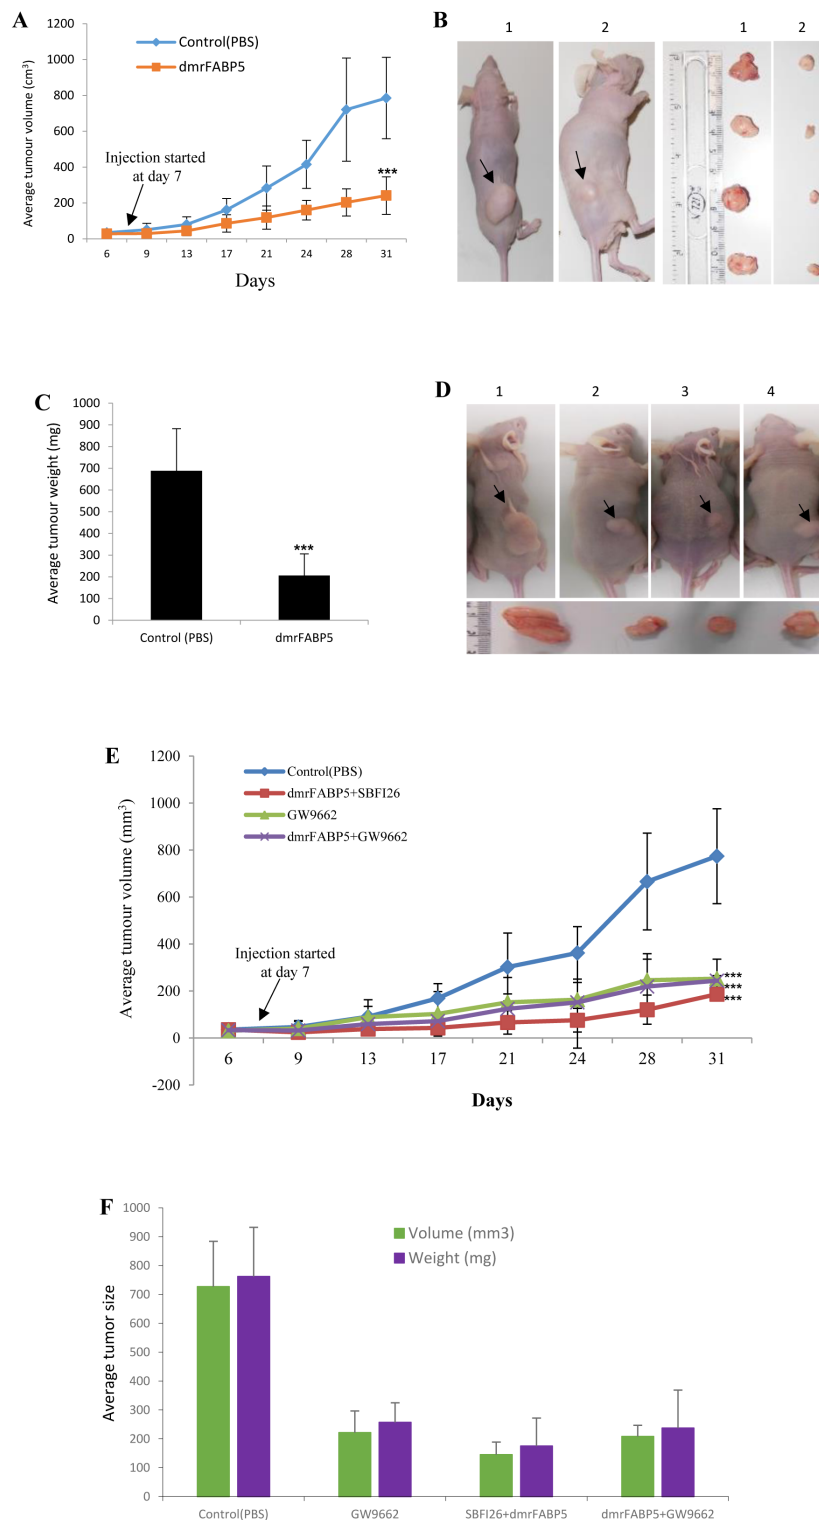 A
1200
1000
800
600
400
200
0
Average tumour volume (cm³)
Control(PBS)
dmrFABP5
Injection started
at day 7
***
6 9 13 17 21 24 28 31
Days
B
1 2 1 2
C
1000
900
800
700
600
500
400
300
200
100
0
Average tumour weight (mg)
***
Control (PBS) dmrFABP5
D
1 2 3 4
E
1200
1000
800
600
400
200
0
-200
Average tumour volume (mm³)
Control(PBS)
dmrFABP5+SBFI26
GW9662
dmrFABP5+GW9662
Injection started
at day 7
***
***
***
6 9 13 17 21 24 28 31
Days
F
1000
900
800
700
600
500
400
300
200
100
0
Average tumor size
Volume (mm3)
Weight (mg)
Control(PBS) GW9662 SBFI26+dmrFABP5 dmrFABP5+GW9662